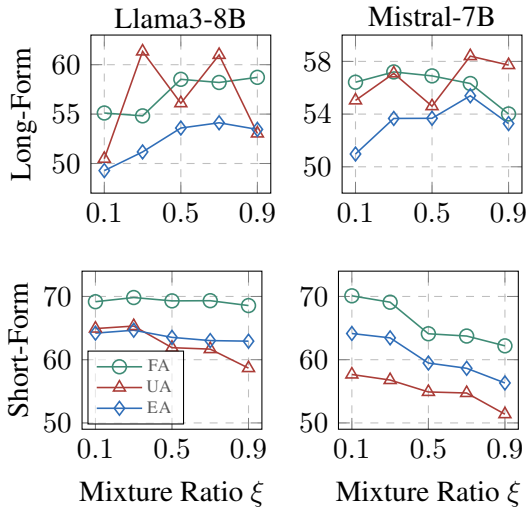 Llama3-8B
Mistral-7B
Long-Form
60
55
50
0.1 0.5 0.9
58
54
50
0.1 0.5 0.9
Short-Form
70
60
50
FA
UA
EA
0.1 0.5 0.9
Mixture Ratio ξ
70
60
50
0.1 0.5 0.9
Mixture Ratio ξ